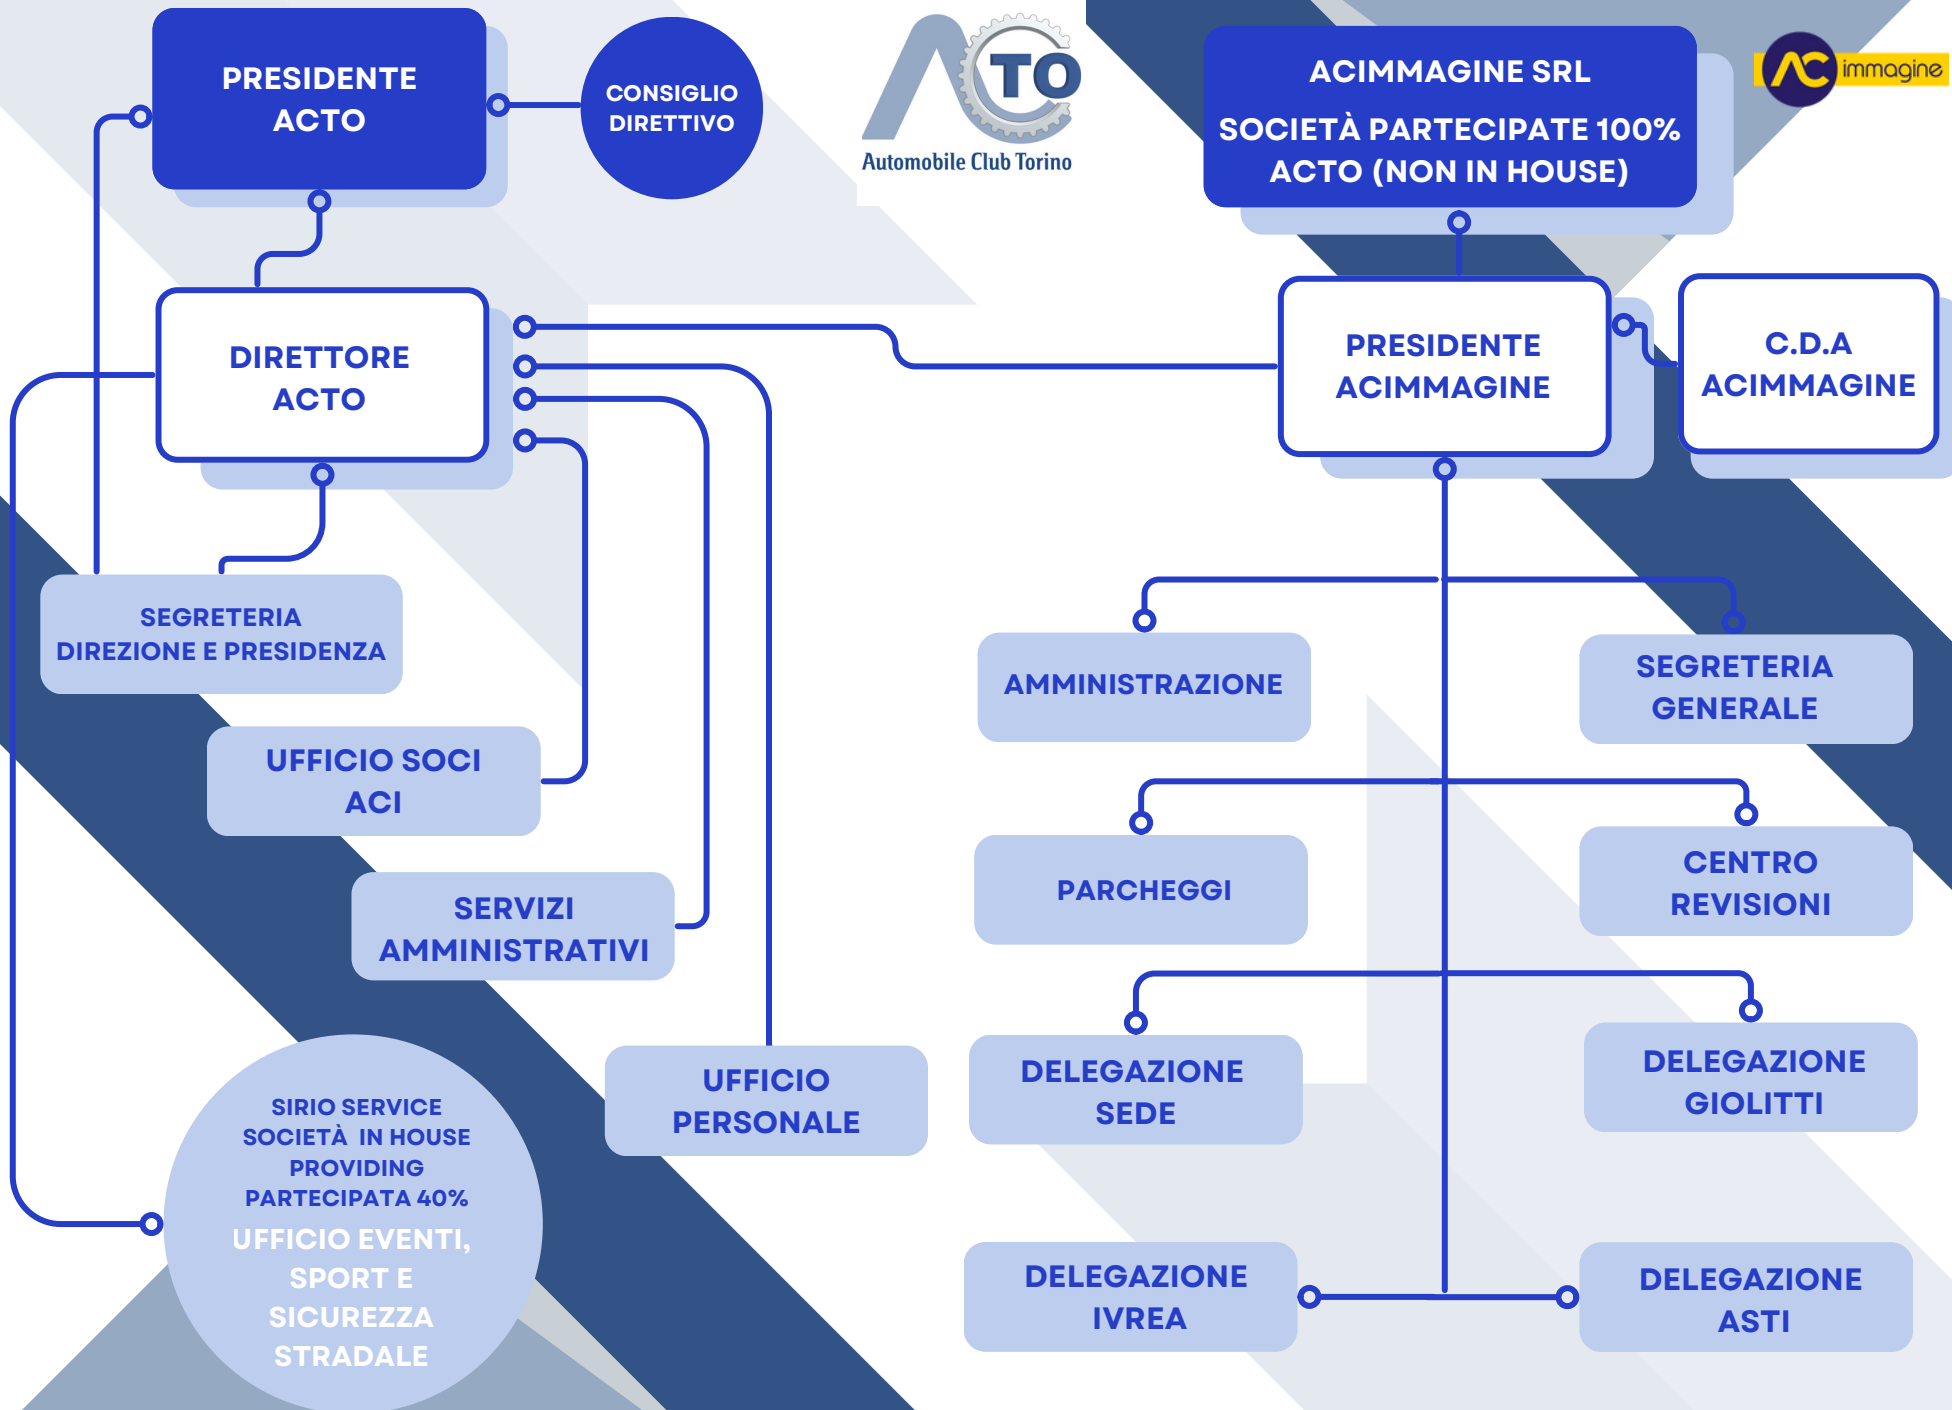 PRESIDENTE
ACTO
CONSIGLIO
DIRETTIVO
TO
Automobile Club Torino
ACIMMAGINE SRL
SOCIETÀ PARTECIPATE 100%
ACTO (NON IN HOUSE)
AC immagine
DIRETTORE
ACTO
PRESIDENTE
ACIMMAGINE
C.D.A
ACIMMAGINE
SEGRETERIA
DIREZIONE E PRESIDENZA
UFFICIO SOCI
ACI
SERVIZI
AMMINISTRATIVI
UFFICIO
PERSONALE
SIRIO SERVICE
SOCIETÀ IN HOUSE
PROVIDING
PARTECIPATA 40%
UFFICIO EVENTI,
SPORT E
SICUREZZA
STRADALE
AMMINISTRAZIONE
SEGRETERIA
GENERALE
PARCHEGGI
CENTRO
REVISIONI
DELEGAZIONE
SEDE
DELEGAZIONE
GIOLITTI
DELEGAZIONE
IVREA
DELEGAZIONE
ASTI